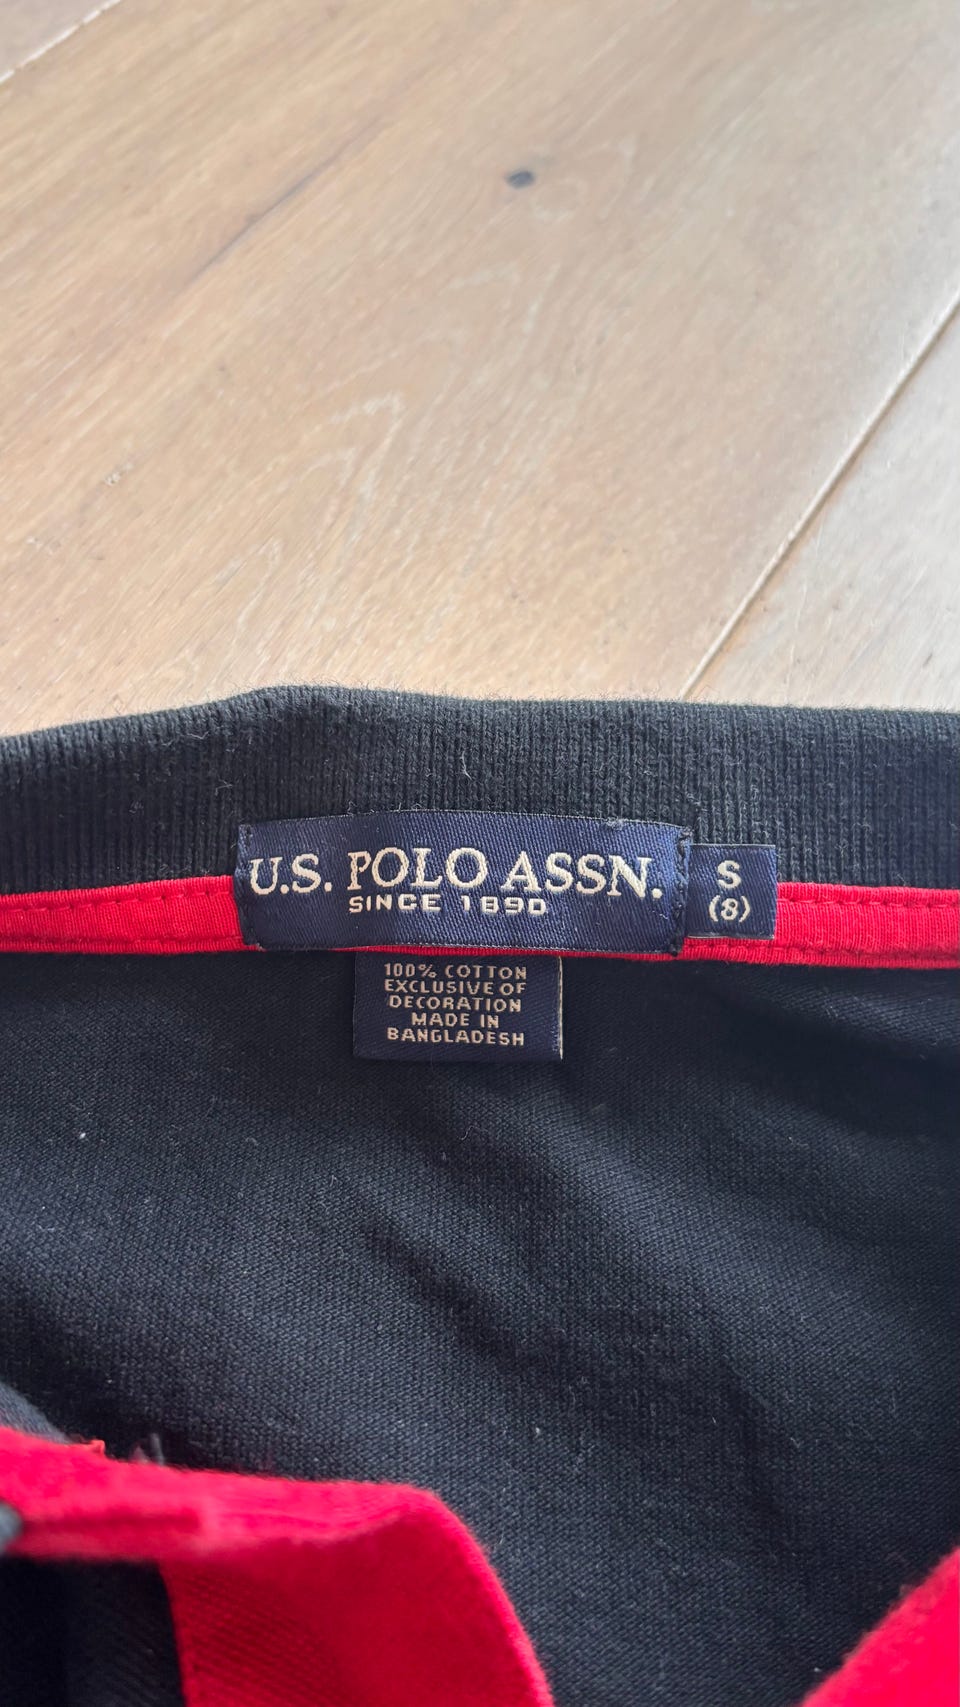 U.S. POLO ASSN.
SINCE 1890
S
(8)
100% COTTON
EXCLUSIVE OF
DECORATION
MADE IN
BANGLADESH